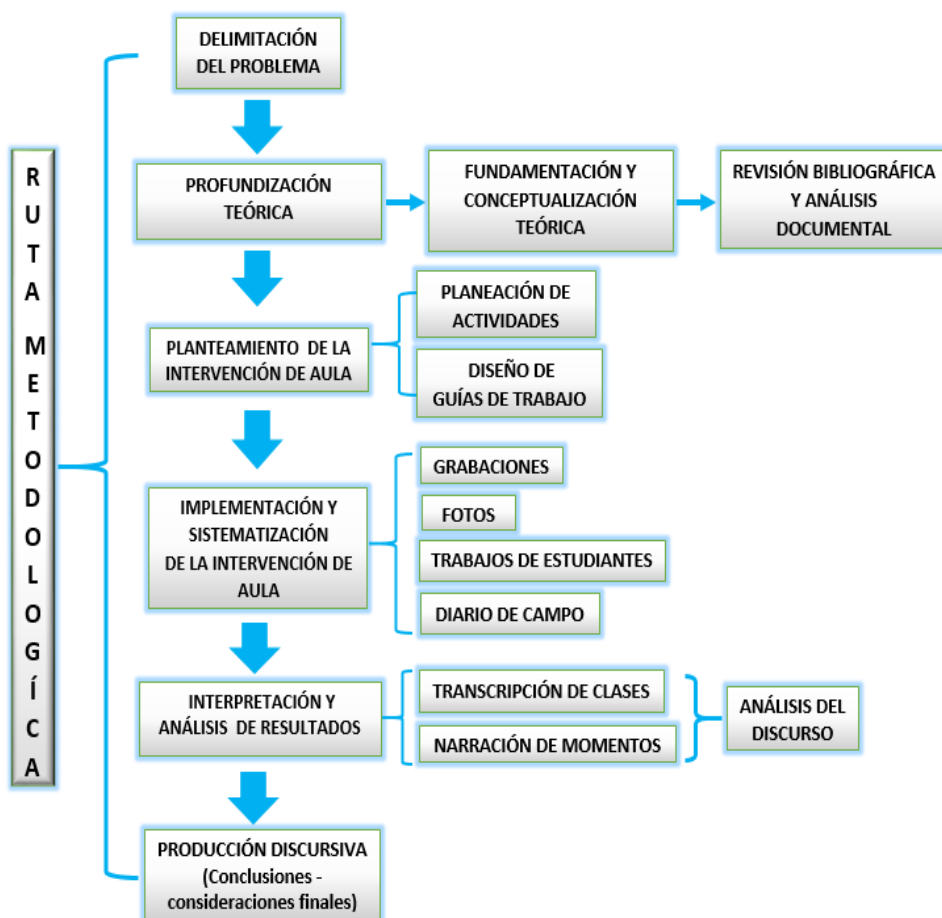 RUTA METODOLOGÍCA
DELIMITACIÓN
DEL PROBLEMA
PROFUNDIZACIÓN
TEÓRICA
FUNDAMENTACIÓN Y
CONCEPTUALIZACIÓN
TEÓRICA
REVISIÓN BIBLIOGRÁFICA
Y ANÁLISIS
DOCUMENTAL
PLANTEAMIENTO DE LA
INTERVENCIÓN DE AULA
PLANEACIÓN DE
ACTIVIDADES
DISEÑO DE
GUÍAS DE TRABAJO
IMPLEMENTACIÓN Y
SISTEMATIZACIÓN
DE LA INTERVENCIÓN DE
AULA
GRABACIONES
FOTOS
TRABAJOS DE ESTUDIANTES
DIARIO DE CAMPO
INTERPRETACIÓN Y
ANÁLISIS DE RESULTADOS
TRANSCRIPCIÓN DE CLASES
NARRACIÓN DE MOMENTOS
ANÁLISIS DEL
DISCURSO
PRODUCCIÓN DISCURSIVA
(Conclusiones -
consideraciones finales)